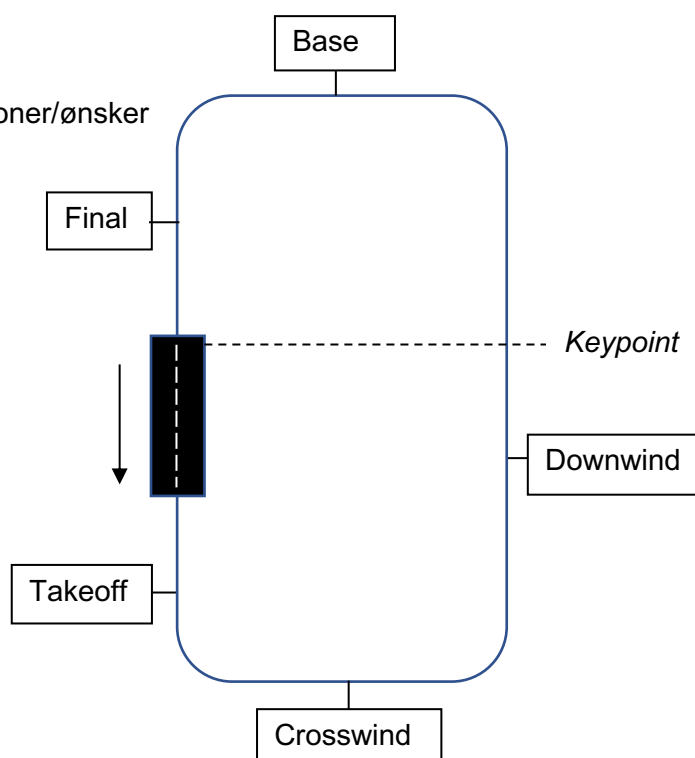 Base
oner/ønsker
Final
Keypoint
Downwind
Takeoff
Crosswind